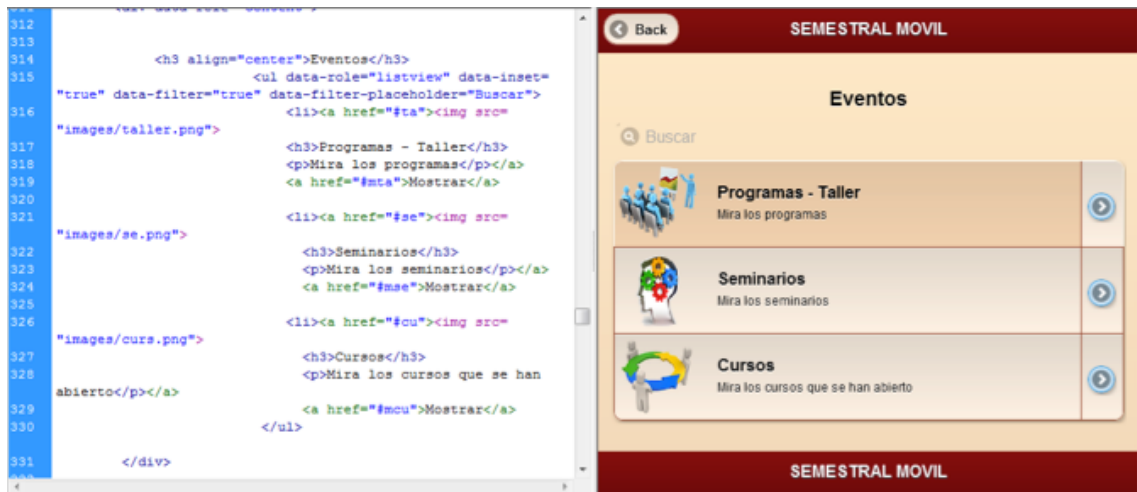 312
313
314 <h3 align="center">Eventos</h3>
315 <ul data-role="listview" data-inset=
"true" data-filter="true" data-filter-placeholder="Buscar">
316 <li><a href="#ta"><img src=
"images/taller.png">
317 <h3>Programas - Taller</h3>
318 <p>Mira los programas</p></a>
319 <a href="#mta">Mostrar</a>
320
321 <li><a href="#se"><img src=
"images/se.png">
322 <h3>Seminarios</h3>
323 <p>Mira los seminarios</p></a>
324 <a href="#mse">Mostrar</a>
325
326 <li><a href="#cu"><img src=
"images/curs.png">
327 <h3>Cursos</h3>
328 <p>Mira los cursos que se han
abierto</p></a>
329 <a href="#mcu">Mostrar</a>
330 </ul>
331 </div>
Back
SEMESTRAL MOVIL
Eventos
Buscar
Programas - Taller
Mira los programas
Seminarios
Mira los seminarios
Cursos
Mira los cursos que se han abierto
SEMESTRAL MOVIL